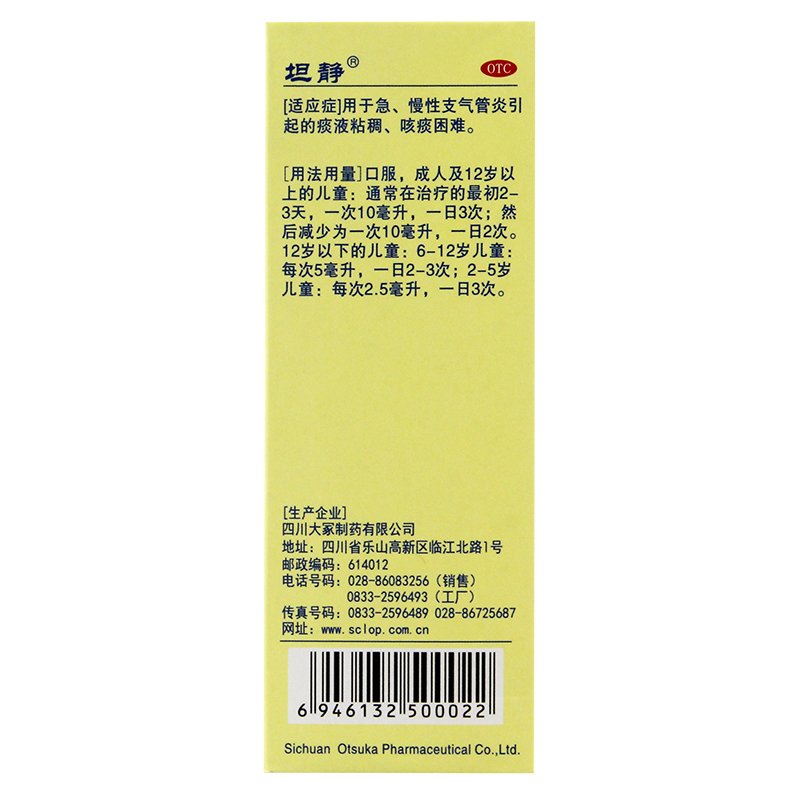 坦静®
OTC
[适应症]用于急、慢性支气管炎引
起的痰液粘稠、咳痰困难。
[用法用量]口服，成人及12岁以
上的儿童：通常在治疗的最初2-
3天，一次10毫升，一日3次；然
后减少为一次10毫升，一日2次。
12岁以下的儿童：6-12岁儿童：
每次5毫升，一日2-3次；2-5岁
儿童：每次2.5毫升，一日3次。
[生产企业]
四川大冢制药有限公司
地址：四川省乐山高新区临江北路1号
邮政编码：614012
电话号码：028-86083256（销售）
0833-2596493（工厂）
传真号码：0833-2596489 028-86725687
网址：www.sclop.com.cn
6 946132 500022
Sichuan Otsuka Pharmaceutical Co.,Ltd.